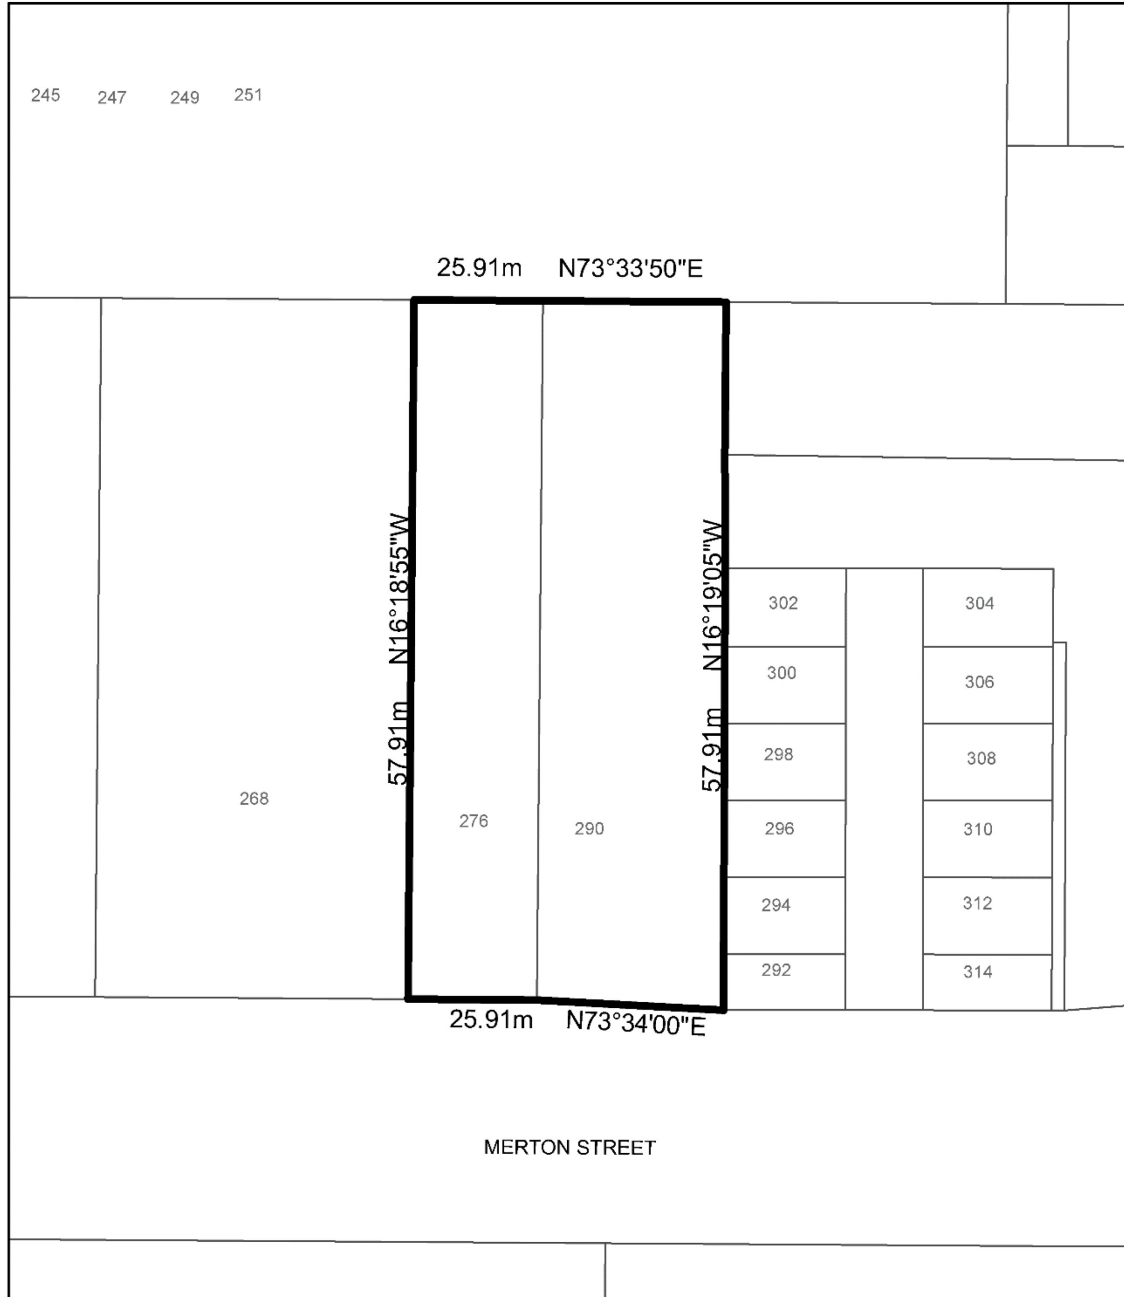 245 247 249 251
25.91m N73°33'50"E
57.91m N16°18'55"W
57.91m N16°19'05"W
302 304
300 306
298 308
268 276 290 296 310
294 312
292 314
25.91m N73°34'00"E
MERTON STREET